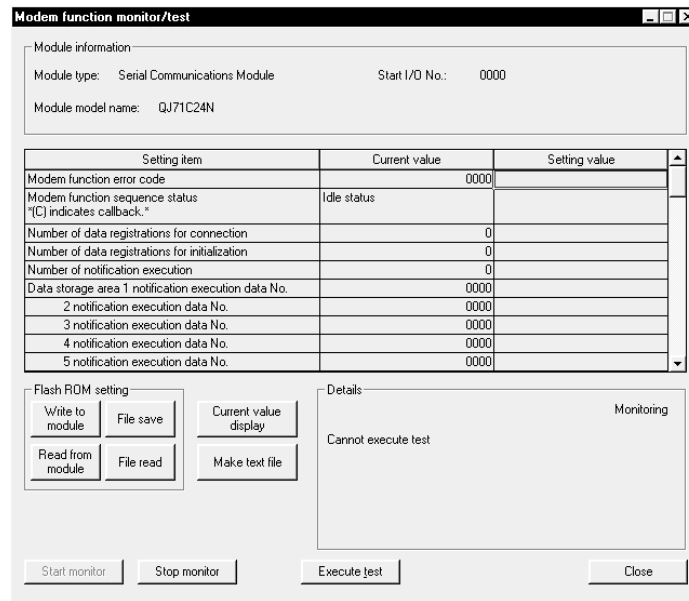 Modem function monitor/test
Module information
Module type: Serial Communications Module Start I/O No.: 0000
Module model name: QJ71C24N
Setting item Current value Setting value
Modem function error code 0000
Modem function sequence status Idle status
*(C) indicates callback.*
Number of data registrations for connection 0
Number of data registrations for initialization 0
Number of notification execution 0
Data storage area 1 notification execution data No. 0000
2 notification execution data No. 0000
3 notification execution data No. 0000
4 notification execution data No. 0000
5 notification execution data No. 0000
Flash ROM setting
Write to module
File save
Read from module
File read
Current value display
Make text file
Details
Monitoring
Cannot execute test
Start monitor Stop monitor Execute test Close